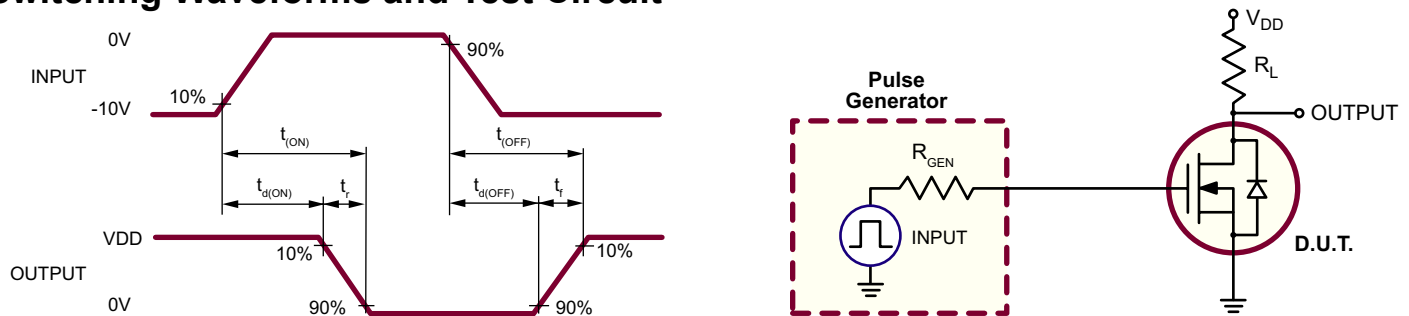 Switching Waveforms and Test Circuit
0V
INPUT
-10V
10%
90%
t(ON)
t(OFF)
td(ON)
tr
td(OFF)
tf
VDD
OUTPUT
0V
10%
90%
10%
90%
Pulse
Generator
RGEN
INPUT
VDD
RL
OUTPUT
D.U.T.